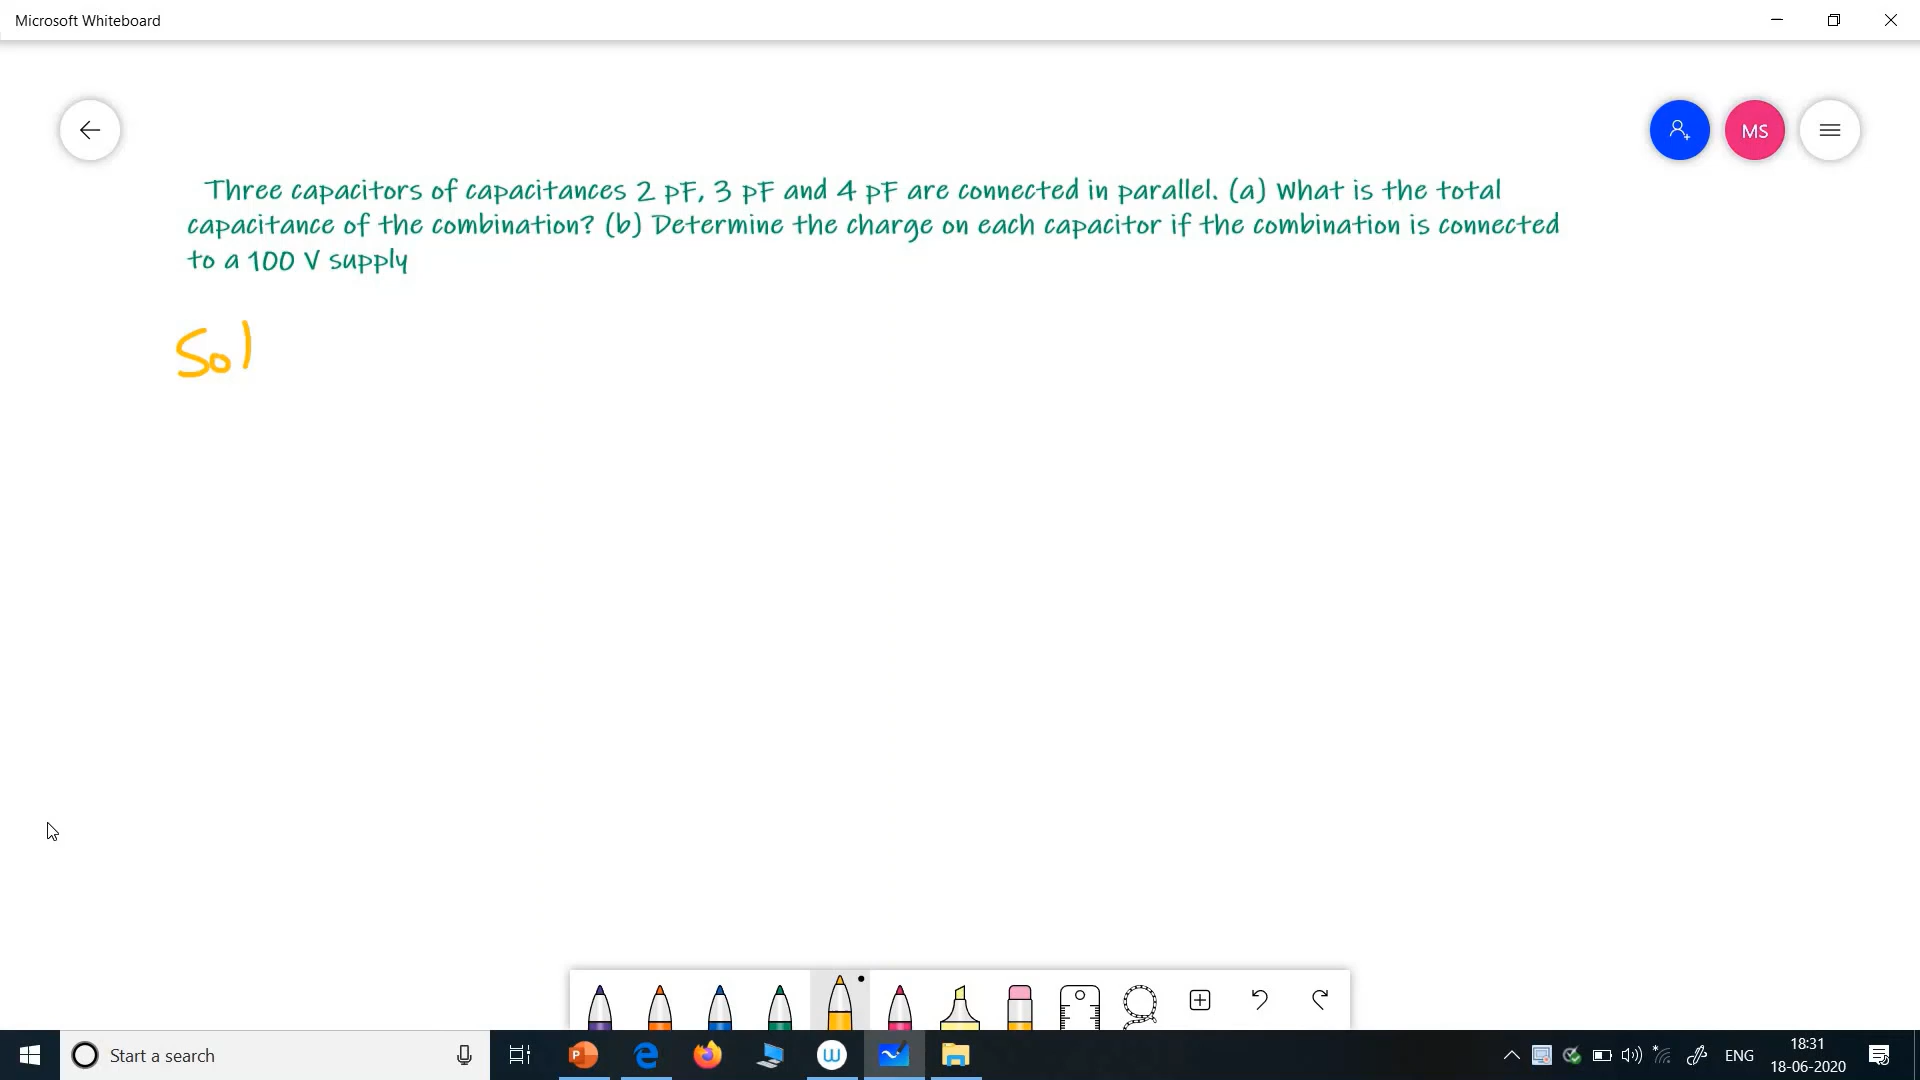 Microsoft Whiteboard
MS
Three capacitors of capacitances 2 pF, 3 pF and 4 pF are connected in parallel. (a) What is the total
capacitance of the combination? (b) Determine the charge on each capacitor if the combination is connected
to a 100 V supply
Sol
Start a search
ENG
18:31
18-06-2020